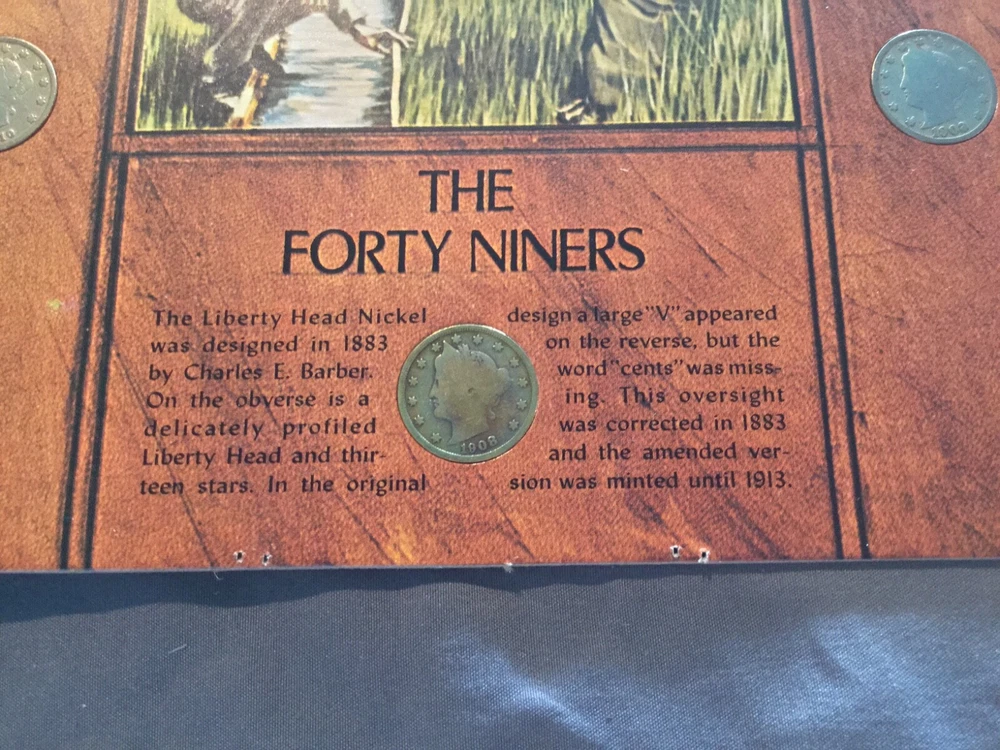 THE
FORTY NINERS
The Liberty Head Nickel
was designed in 1883
by Charles E. Barber.
On the obverse is a
delicately profiled
Liberty Head and thir-
teen stars. In the original
design a large "V" appeared
on the reverse, but the
word "cents" was miss-
ing. This oversight
was corrected in 1883
and the amended ver-
sion was minted until 1913.
1908